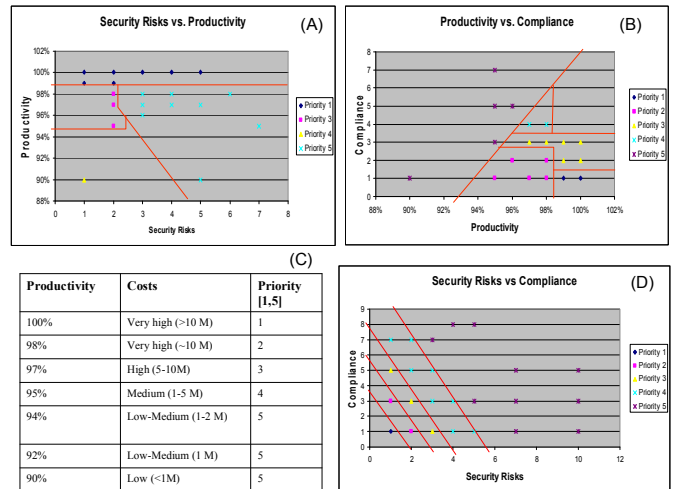 Security Risks vs. Productivity
(A)
102%
100%
98%
96%
94%
92%
90%
88%
Productivity
0 1 2 3 4 5 6 7 8
Security Risks
Priority 1
Priority 3
Priority 4
Priority 5
Productivity vs. Compliance
(B)
8
7
6
5
4
3
2
1
0
Compliance
88% 90% 92% 94% 96% 98% 100% 102%
Productivity
Priority 1
Priority 2
Priority 3
Priority 4
Priority 5
(C)
Productivity Costs Priority
[1,5]
100% Very high (>10 M) 1
98% Very high (~10 M) 2
97% High (5-10M) 3
95% Medium (1-5 M) 4
94% Low-Medium (1-2 M) 5
92% Low-Medium (1 M) 5
90% Low (<1M) 5
Security Risks vs Compliance
(D)
9
8
7
6
5
4
3
2
1
0
Compliance
0 2 4 6 8 10 12
Security Risks
Priority 1
Priority 2
Priority 3
Priority 4
Priority 5